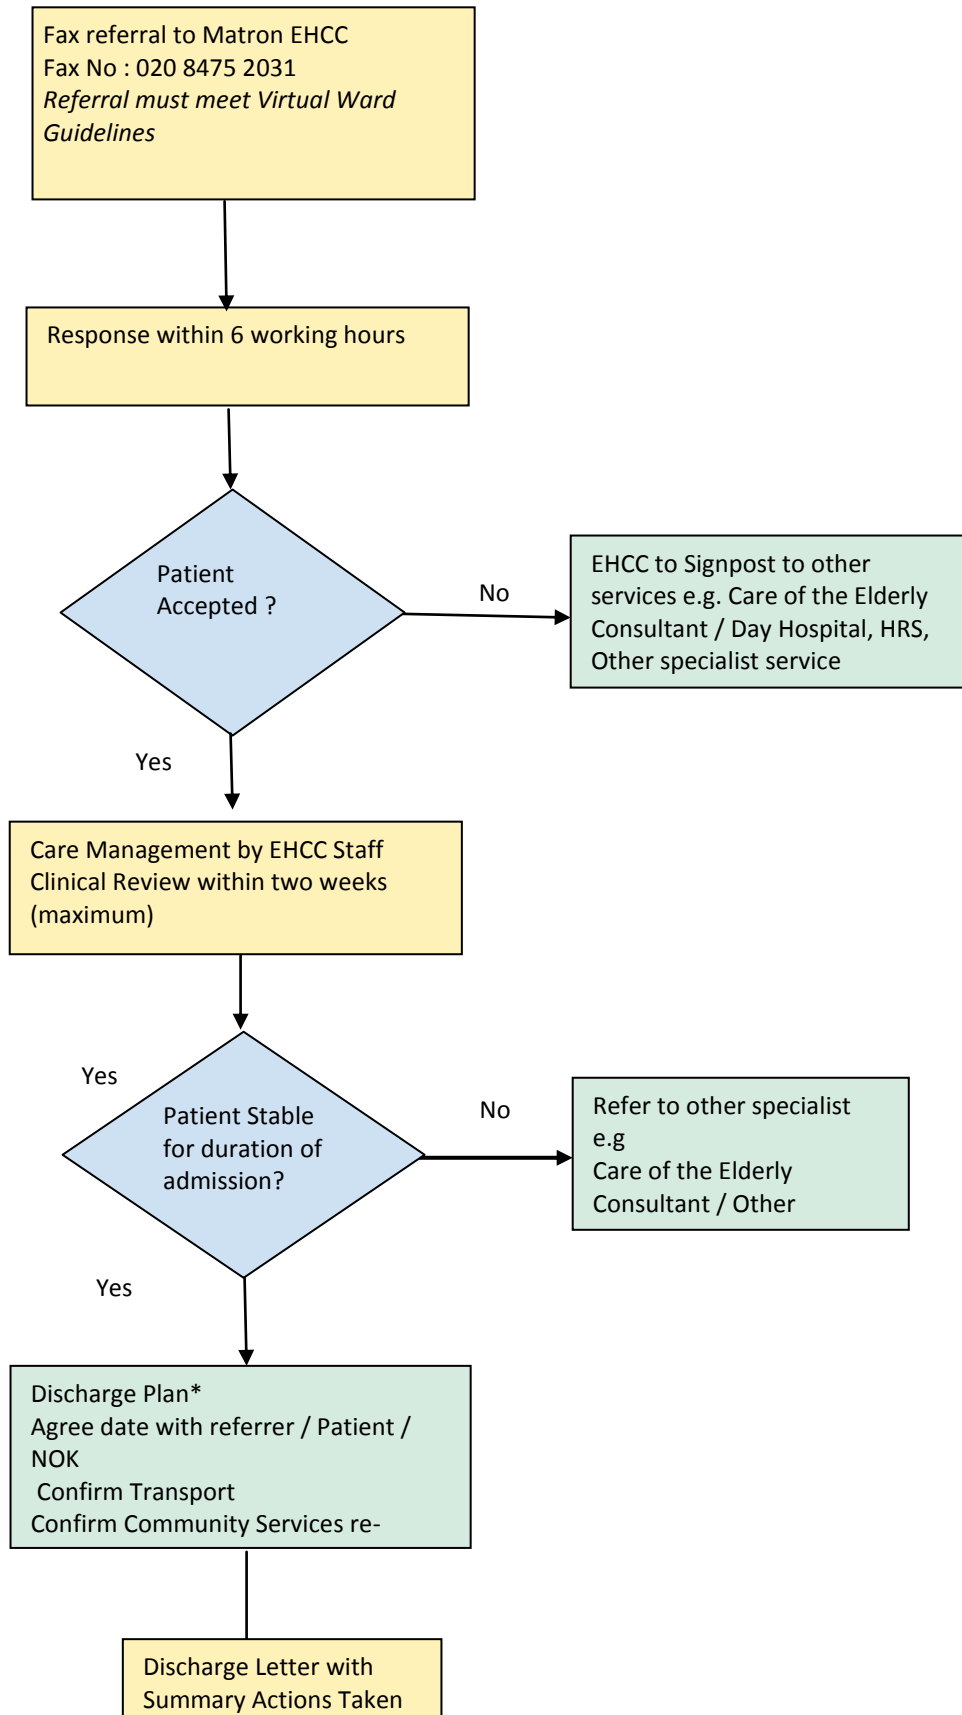 Fax referral to Matron EHCC
Fax No : 020 8475 2031
Referral must meet Virtual Ward
Guidelines
Response within 6 working hours
Patient
Accepted ?
No
EHCC to Signpost to other
services e.g. Care of the Elderly
Consultant / Day Hospital, HRS,
Other specialist service
Yes
Care Management by EHCC Staff
Clinical Review within two weeks
(maximum)
Yes
Patient Stable
for duration of
admission?
No
Refer to other specialist
e.g
Care of the Elderly
Consultant / Other
Yes
Discharge Plan*
Agree date with referrer / Patient /
NOK
Confirm Transport
Confirm Community Services re-
Discharge Letter with
Summary Actions Taken